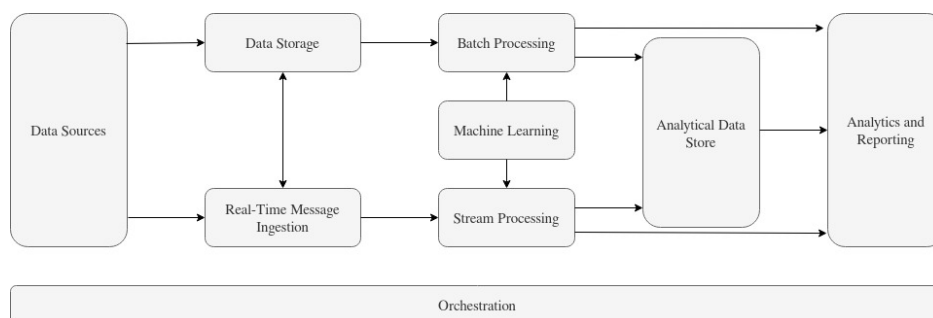 Data Sources
Data Storage
Batch Processing
Machine Learning
Real-Time Message
Ingestion
Stream Processing
Analytical Data
Store
Analytics and
Reporting
Orchestration